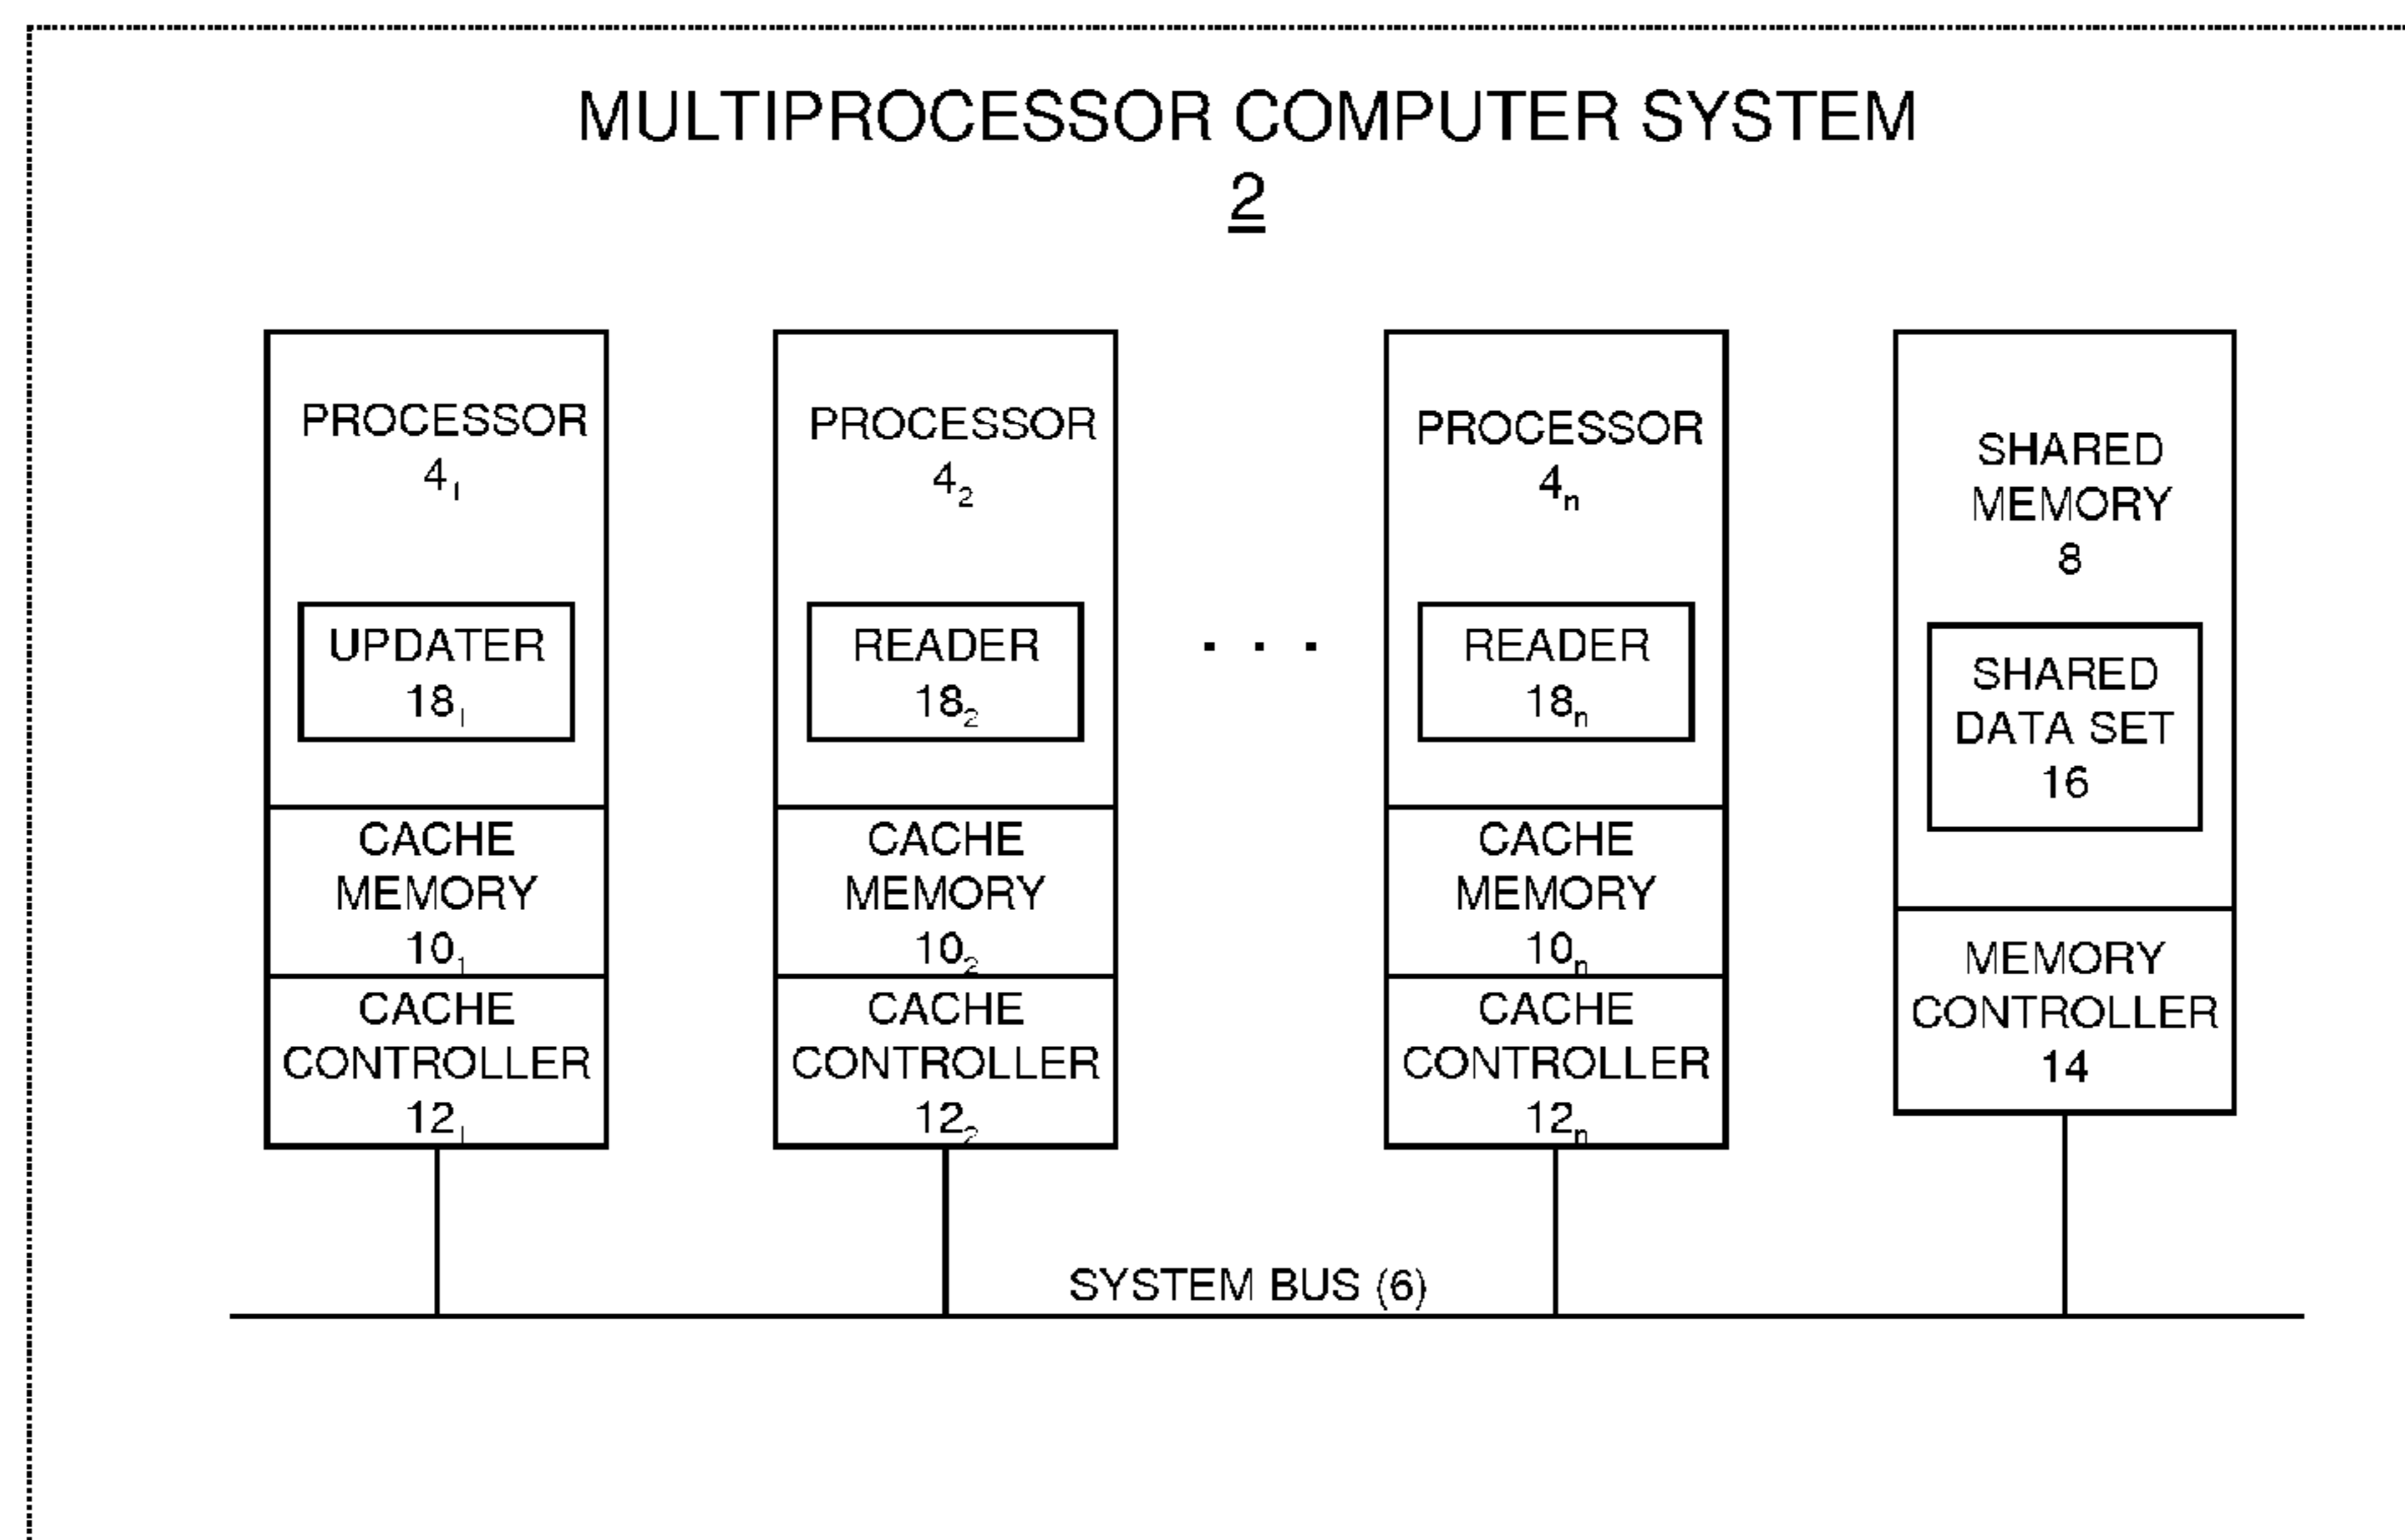 MULTIPROCESSOR COMPUTER SYSTEM
2
PROCESSOR
4₁
UPDATER
18₁
CACHE
MEMORY
10₁
CACHE
CONTROLLER
12₁
PROCESSOR
4₂
READER
18₂
CACHE
MEMORY
10₂
CACHE
CONTROLLER
12₂
. . .
PROCESSOR
4ₙ
READER
18ₙ
CACHE
MEMORY
10ₙ
CACHE
CONTROLLER
12ₙ
SHARED
MEMORY
8
SHARED
DATA SET
16
MEMORY
CONTROLLER
14
SYSTEM BUS (6)